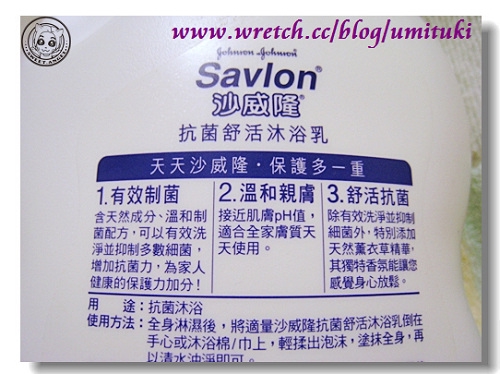 www.wretch.cc/blog/umituki
Johnson & Johnson
Savlon®
沙威隆®
抗菌舒活沐浴乳
天天沙威隆・保護多一重
1.有效制菌
含天然成分、溫和制
菌配方，可以有效洗
淨並抑制多數細菌，
增加抗菌力，為家人
健康的保護力加分！
2.溫和親膚
接近肌膚pH值，
適合全家膚質天
天使用。
3.舒活抗菌
除有效洗淨並抑制
細菌外，特別添加
天然薰衣草精華，
其獨特香氛能讓您
感覺身心放鬆。
用　　途：抗菌沐浴
使用方法：全身淋濕後，將適量沙威隆抗菌舒活沐浴乳倒在
手心或沐浴棉/巾上，輕揉出泡沫，塗抹全身，再
以清水沖淨即可。